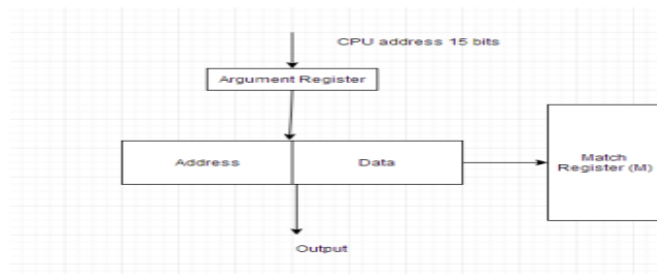 CPU address 15 bits
Argument Register
Address
Data
Match
Register (M)
Output